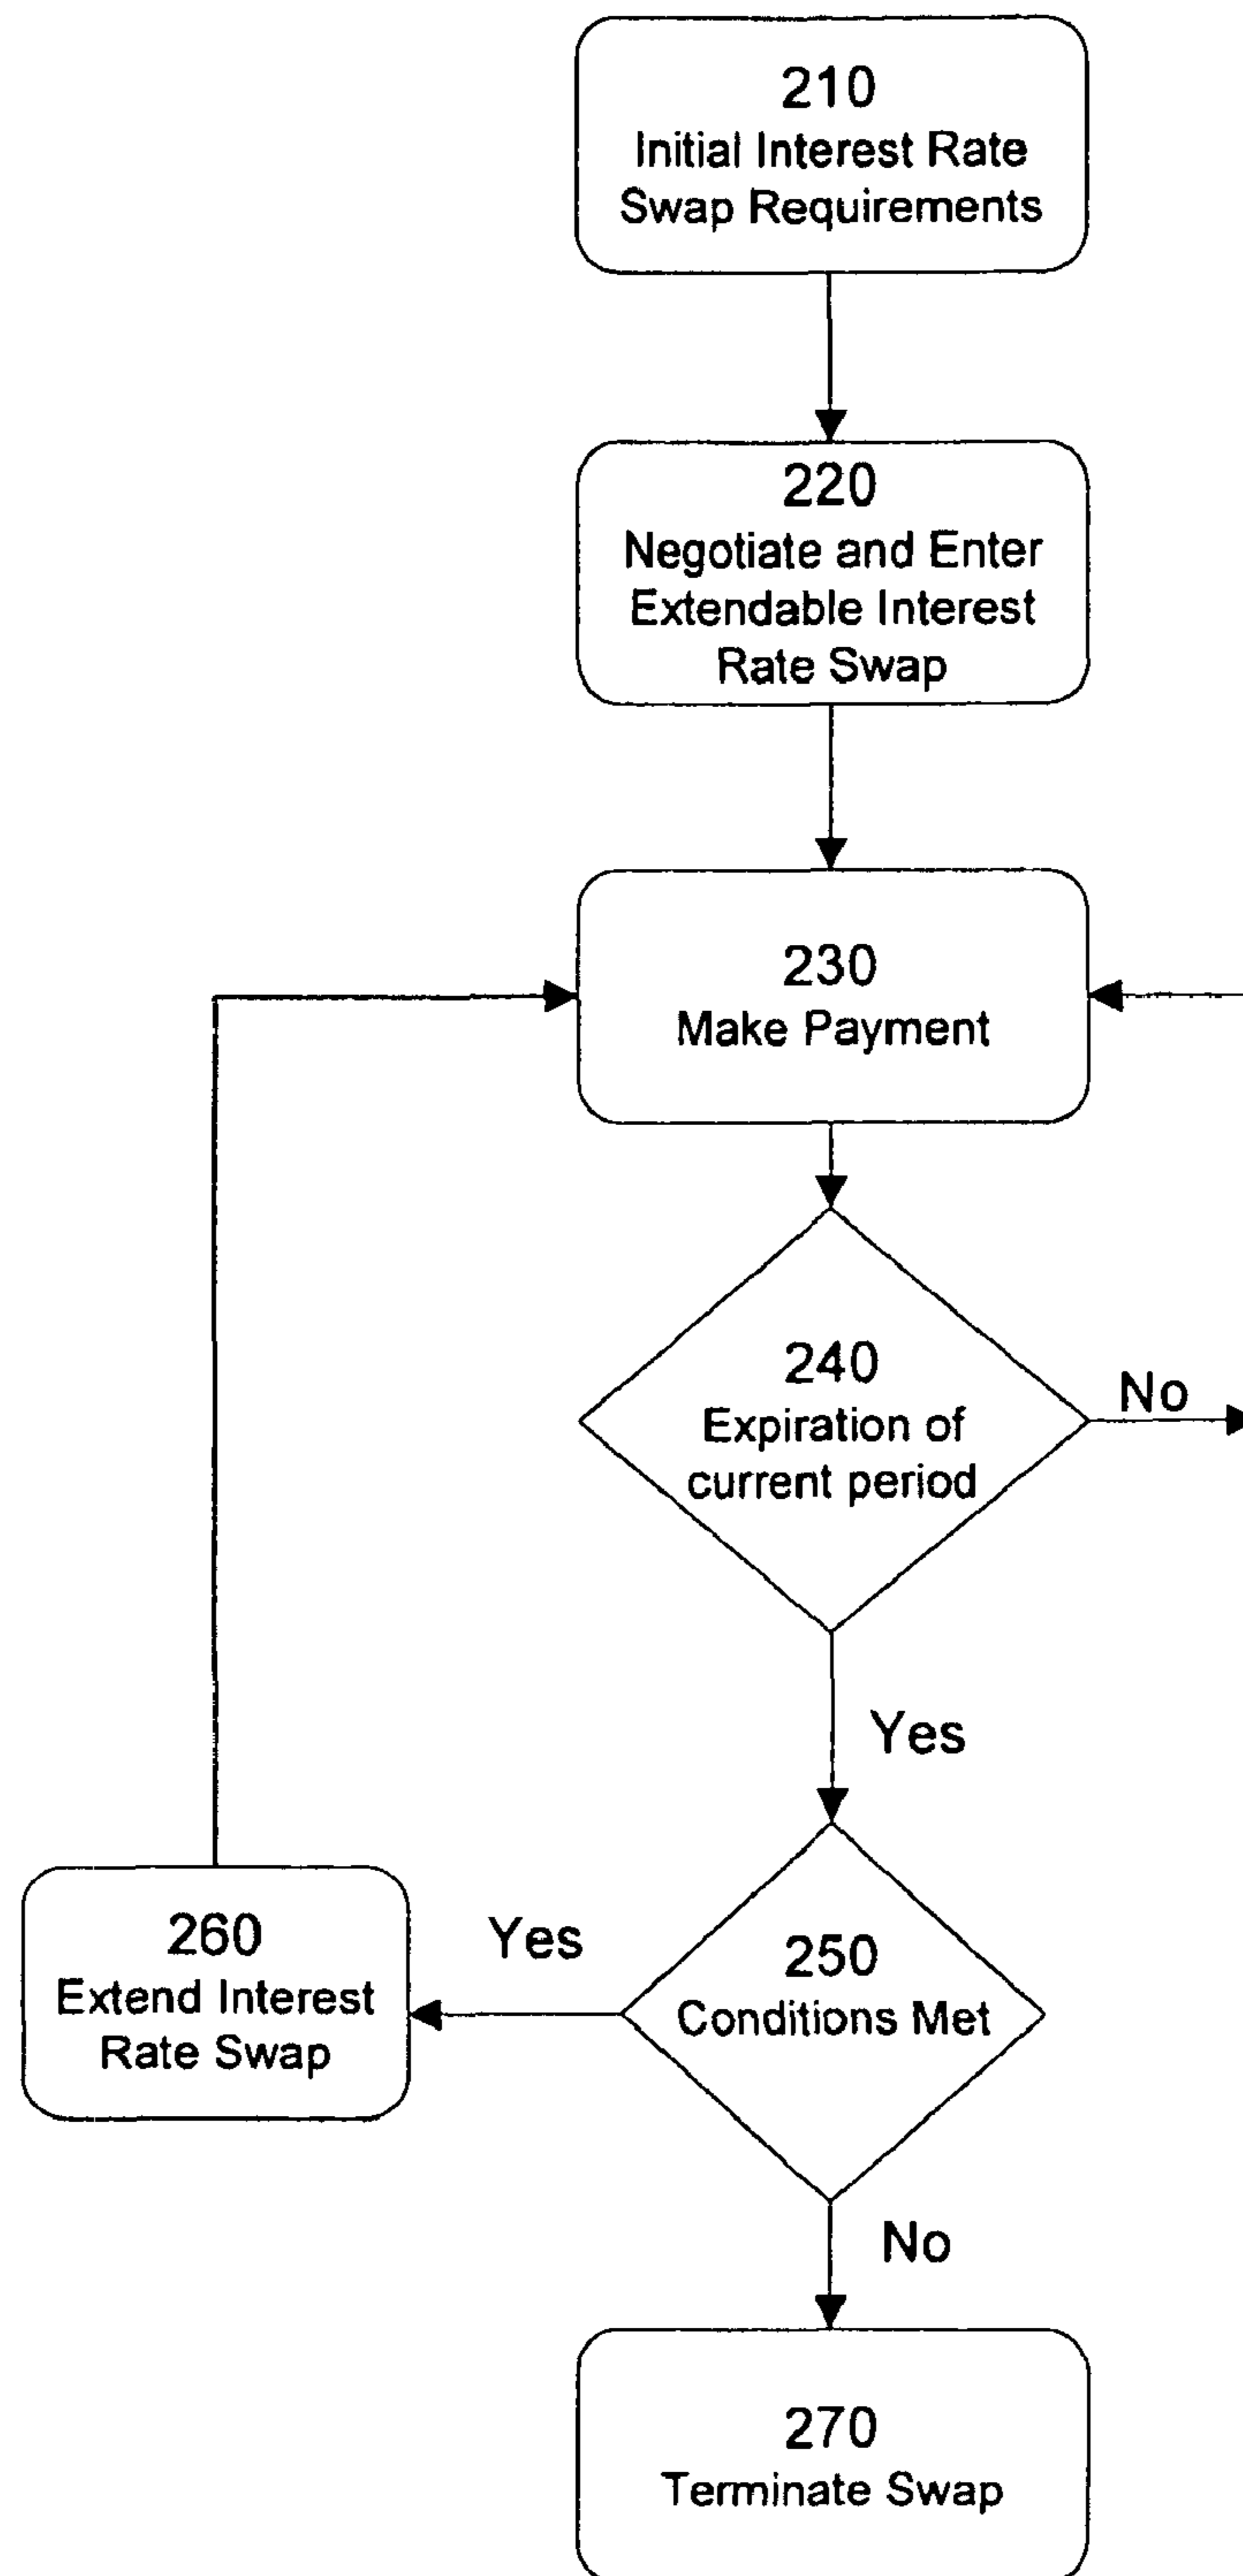 210
Initial Interest Rate
Swap Requirements
220
Negotiate and Enter
Extendable Interest
Rate Swap
230
Make Payment
240
Expiration of
current period
No
Yes
260
Extend Interest
Rate Swap
Yes
250
Conditions Met
No
270
Terminate Swap